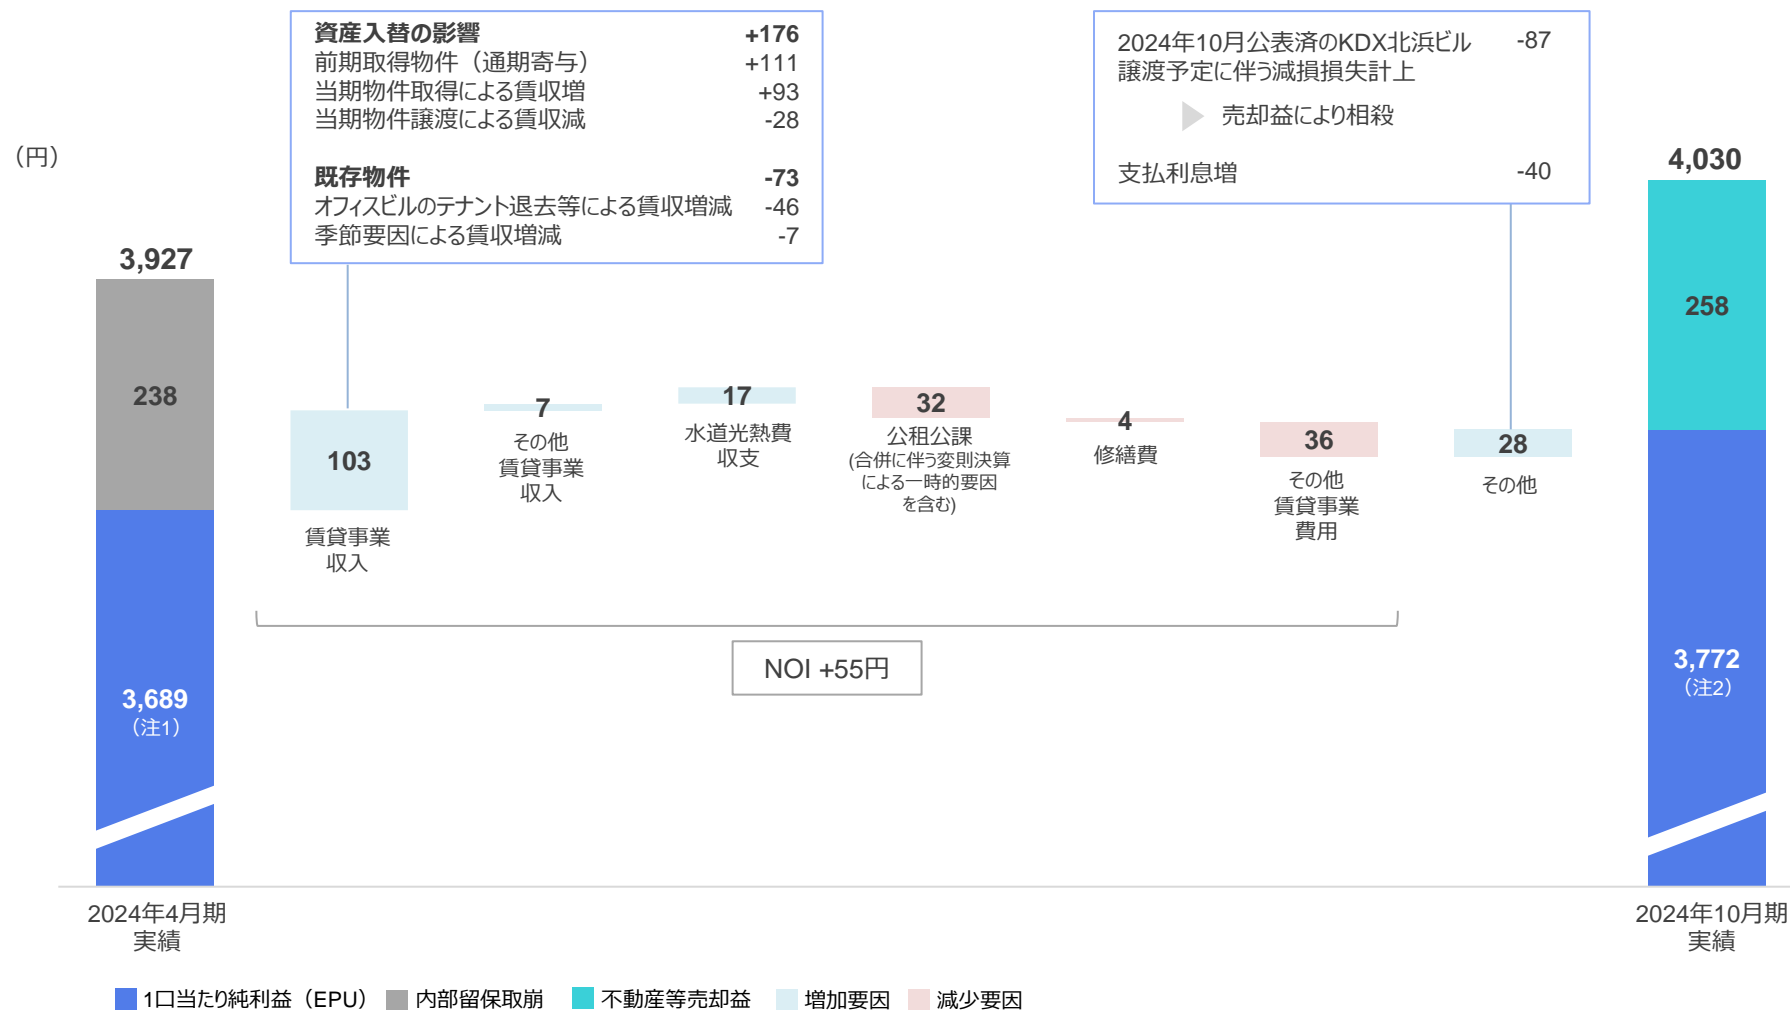 資産入替の影響 +176
前期取得物件（通期寄与） +111
当期物件取得による賃収増 +93
当期物件譲渡による賃収減 -28
既存物件 -73
オフィスビルのテナント退去等による賃収増減 -46
季節要因による賃収増減 -7
2024年10月公表済のKDX北浜ビル -87
譲渡予定に伴う減損損失計上
売却益により相殺
支払利息増 -40
（円）
3,927
238
3,689
（注1）
103
賃貸事業
収入
7
その他
賃貸事業
収入
17
水道光熱費
収支
32
公租公課
(合併に伴う変則決算
による一時的要因
を含む)
4
修繕費
36
その他
賃貸事業
費用
28
その他
4,030
258
3,772
（注2）
NOI +55円
2024年4月期
実績
2024年10月期
実績
1口当たり純利益（EPU） 内部留保取崩 不動産等売却益 増加要因 減少要因